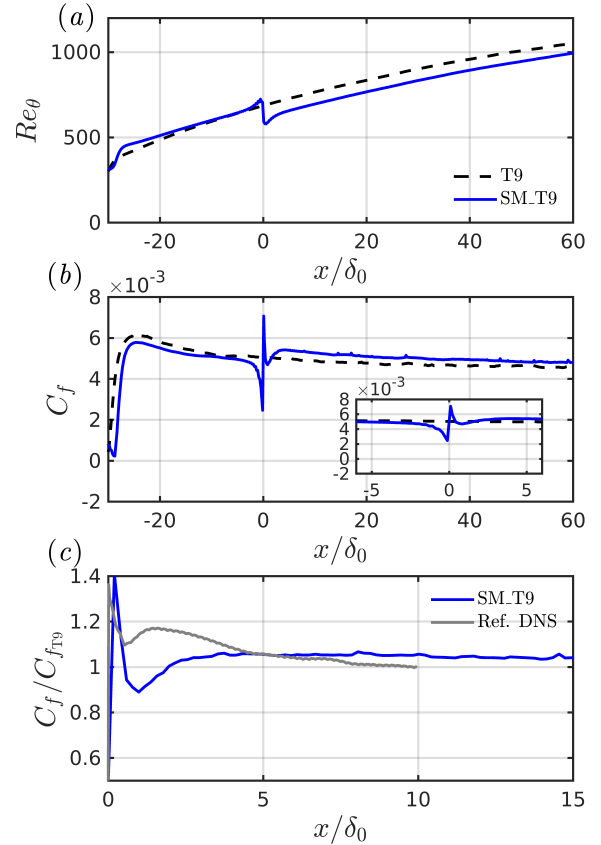 (a)
1000
500
0
Re_θ
T9
SM_T9
-20 0 20 40 60
x/δ_0
(b)
×10^-3
8
6
4
2
0
-2
C_f
×10^-3
8
6
4
2
0
-2
-5 0 5
-20 0 20 40 60
x/δ_0
(c)
1.4
1.2
1
0.8
0.6
C_f/C_f_T9
SM_T9
Ref. DNS
0 5 10 15
x/δ_0